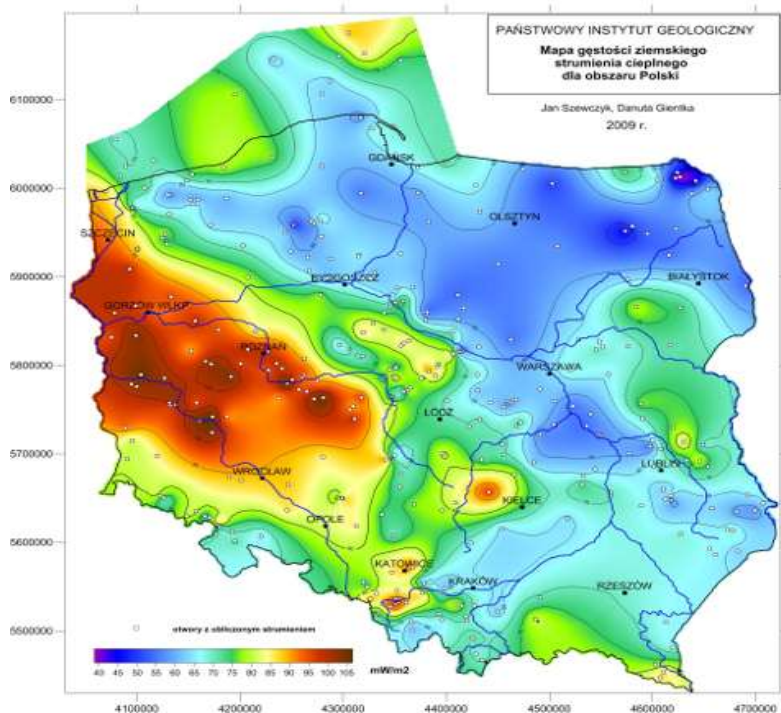 PAŃSTWOWY INSTYTUT GEOLOGICZNY
Mapa gęstości ziemskiego
strumienia cieplnego
dla obszaru Polski
Jan Szewczyk, Danuta Gientka
2009 r.
6100000
GDAŃSK
6000000
OLSZTYN
SZCZECIN
5900000
BYDGOSZCZ
BIAŁYSTOK
GORZÓW WLKP
POZNAŃ
5800000
WARSZAWA
ŁÓDŹ
5700000
LUBLIN
WROCŁAW
KIELCE
OPOLE
5600000
KATOWICE
KRAKÓW
RZESZÓW
5500000
otwory z obliczonym strumieniem
mW/m2
40 45 50 55 60 65 70 75 80 85 90 95 100 105
4100000 4200000 4300000 4400000 4500000 4600000 4700000